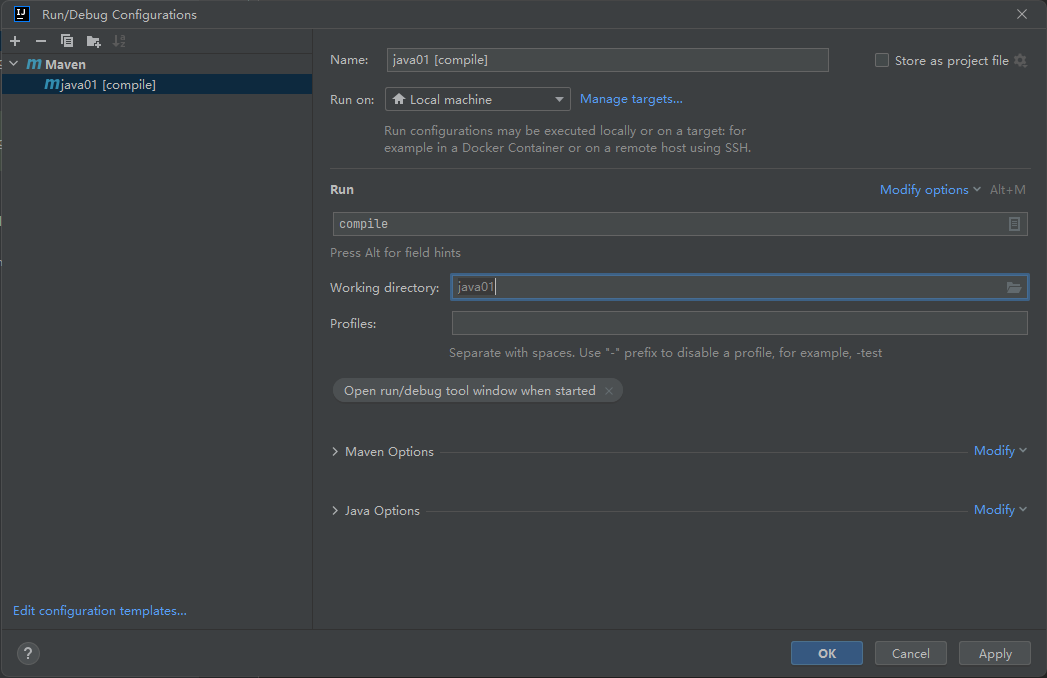 IJ
Run/Debug Configurations
Maven
java01 [compile]
Name:
java01 [compile]
Store as project file
Run on:
Local machine
Manage targets...
Run configurations may be executed locally or on a target: for
example in a Docker Container or on a remote host using SSH.
Run
Modify options
Alt+M
compile
Press Alt for field hints
Working directory:
java01
Profiles:
Separate with spaces. Use "-" prefix to disable a profile, for example, -test
Open run/debug tool window when started
Maven Options
Modify
Java Options
Modify
Edit configuration templates...
?
OK
Cancel
Apply